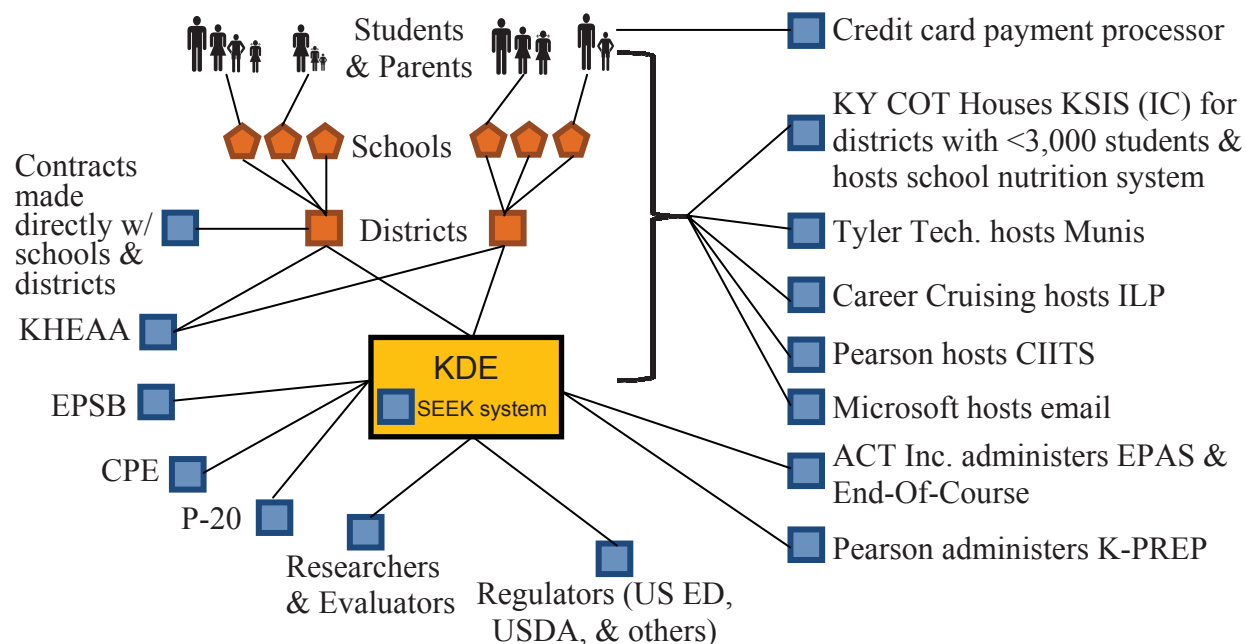 Students
& Parents
Credit card payment processor
KY COT Houses KSIS (IC) for
districts with <3,000 students &
hosts school nutrition system
Schools
Contracts
made
directly w/
schools &
districts
Districts
Tyler Tech. hosts Munis
Career Cruising hosts ILP
KHEAA
Pearson hosts CIITS
KDE
SEEK system
Microsoft hosts email
EPSB
ACT Inc. administers EPAS &
End-Of-Course
CPE
P-20
Pearson administers K-PREP
Researchers
& Evaluators
Regulators (US ED,
USDA, & others)